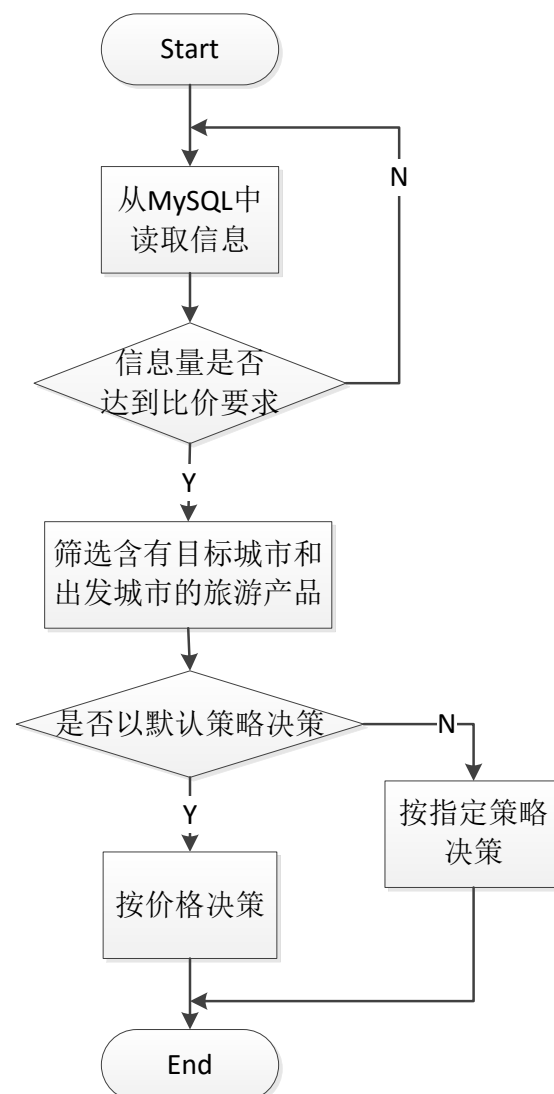 Start
N
从MySQL中
读取信息
信息量是否
达到比价要求
Y
筛选含有目标城市和
出发城市的旅游产品
是否以默认策略决策
N
Y
按指定策略
决策
按价格决策
End